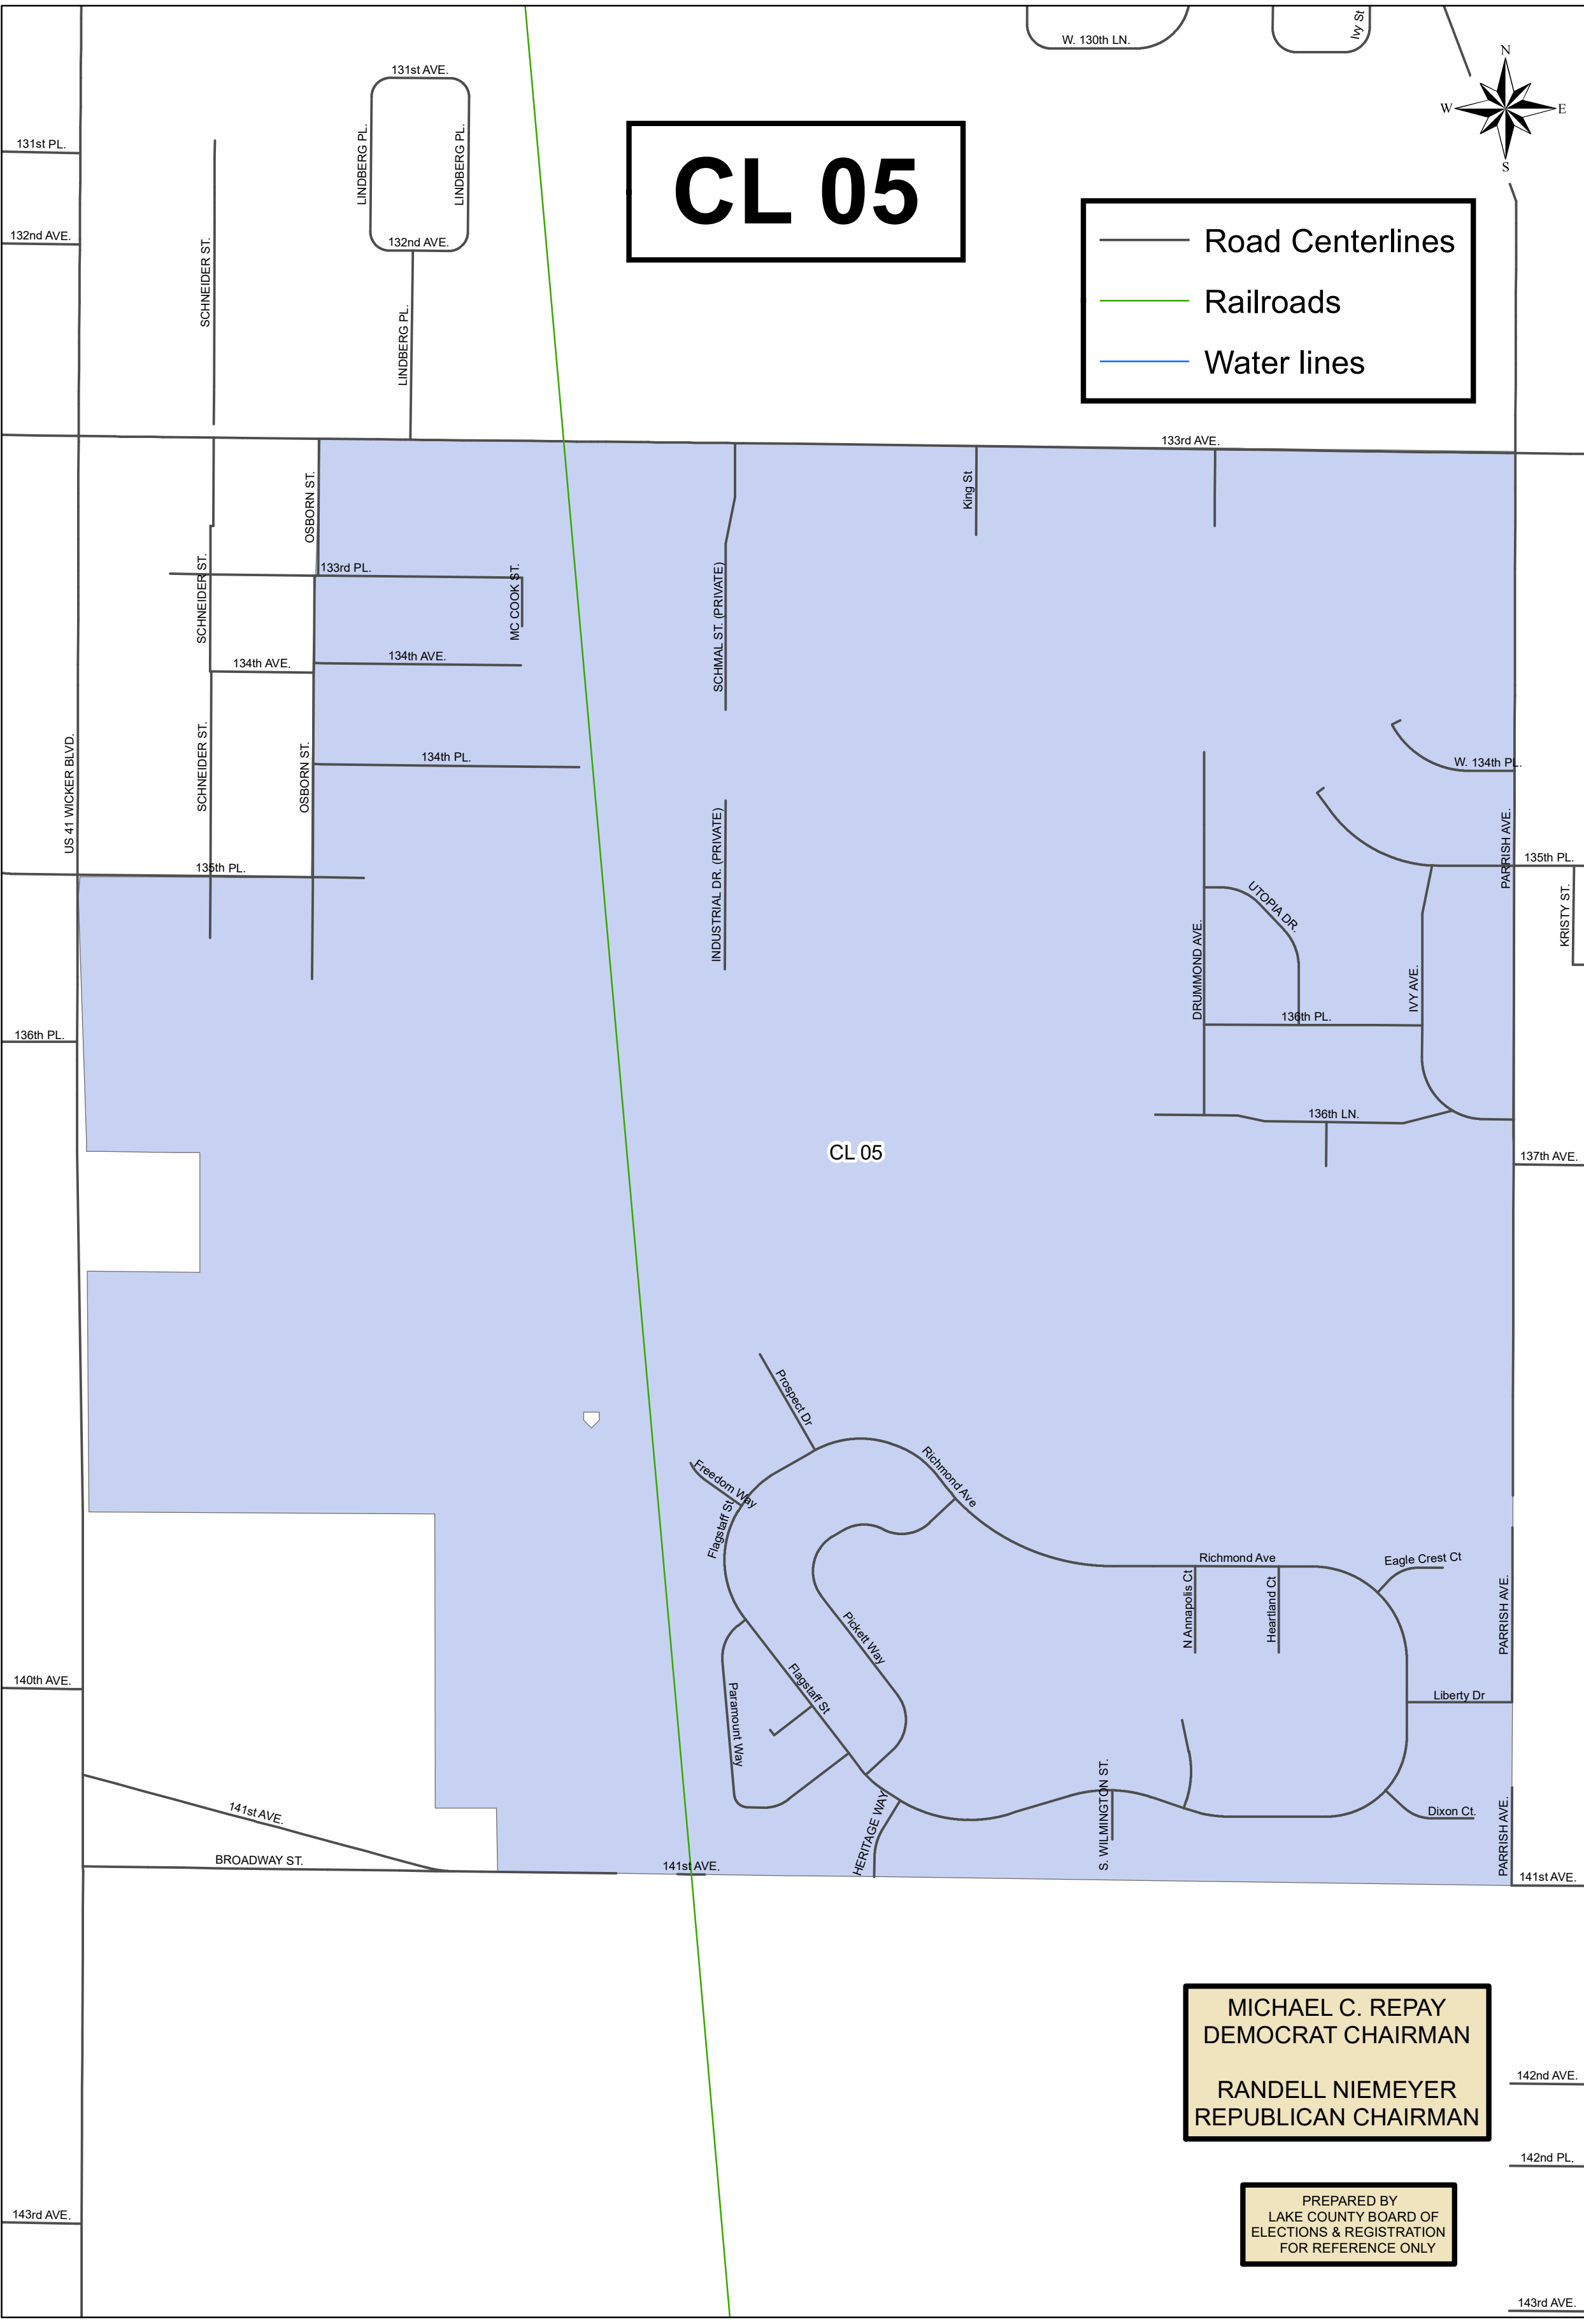 W. 130th LN.
Ivy St
N
W
E
S
131st AVE.
LINDBERG PL.
LINDBERG PL.
131st PL.
CL 05
132nd AVE.
132nd AVE.
SCHNEIDER ST.
LINDBERG PL.
Road Centerlines
Railroads
Water lines
133rd AVE.
OSBORN ST.
King St
133rd PL.
SCHNEIDER ST.
MC COOK ST.
SCHMAL ST. (PRIVATE)
134th AVE.
134th AVE.
US 41 WICKER BLVD.
SCHNEIDER ST.
OSBORN ST.
134th PL.
W. 134th PL.
PARRISH AVE.
135th PL.
135th PL.
INDUSTRIAL DR. (PRIVATE)
UTOPIA DR.
KRISTY ST.
DRUMMOND AVE.
IVY AVE.
136th PL.
136th PL.
136th LN.
CL 05
137th AVE.
Prospect Dr
Richmond Ave
Freedom Way
Flagstaff St
Richmond Ave
Eagle Crest Ct
N Annapolis Ct
Heartland Ct
PARRISH AVE.
Pickett Way
Flagstaff St
Paramount Way
140th AVE.
Liberty Dr
141st AVE.
S. WILMINGTON ST.
HERITAGE WAY
Dixon Ct.
PARRISH AVE.
BROADWAY ST.
141st AVE.
141st AVE.
MICHAEL C. REPAY
DEMOCRAT CHAIRMAN
RANDELL NIEMEYER
REPUBLICAN CHAIRMAN
142nd AVE.
142nd PL.
PREPARED BY
LAKE COUNTY BOARD OF
ELECTIONS & REGISTRATION
FOR REFERENCE ONLY
143rd AVE.
143rd AVE.